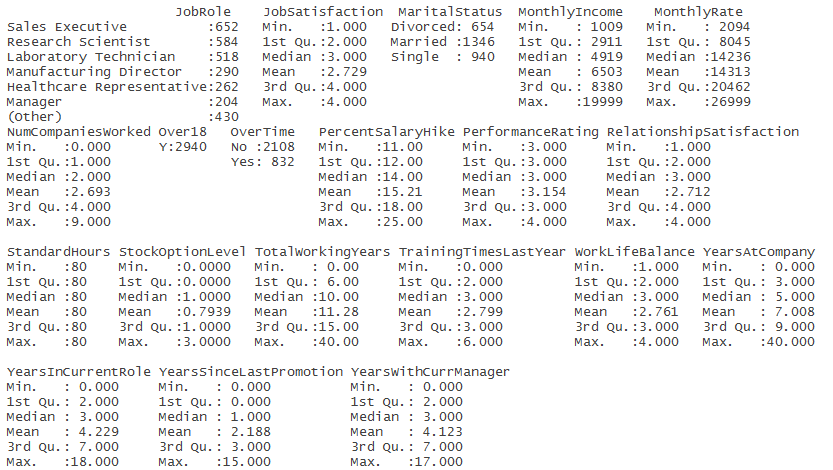 JobRole    JobSatisfaction  MaritalStatus  MonthlyIncome    MonthlyRate
Sales Executive          :652   Min.   :1.000   Divorced: 654   Min.   : 1009   Min.   : 2094
Research Scientist       :584   1st Qu.:2.000   Married :1346   1st Qu.: 2911   1st Qu.: 8045
Laboratory Technician    :518   Median :3.000   Single  : 940   Median : 4919   Median :14236
Manufacturing Director   :290   Mean   :2.729                   Mean   : 6503   Mean   :14313
Healthcare Representative:262   3rd Qu.:4.000                   3rd Qu.: 8380   3rd Qu.:20462
Manager                  :204   Max.   :4.000                   Max.   :19999   Max.   :26999
(Other)                  :430
NumCompaniesWorked Over18   OverTime   PercentSalaryHike PerformanceRating RelationshipSatisfaction
Min.   :0.000      Y:2940   No :2108   Min.   :11.00     Min.   :3.000     Min.   :1.000
1st Qu.:1.000               Yes: 832   1st Qu.:12.00     1st Qu.:3.000     1st Qu.:2.000
Median :2.000                          Median :14.00     Median :3.000     Median :3.000
Mean   :2.693                          Mean   :15.21     Mean   :3.154     Mean   :2.712
3rd Qu.:4.000                          3rd Qu.:18.00     3rd Qu.:3.000     3rd Qu.:4.000
Max.   :9.000                          Max.   :25.00     Max.   :4.000     Max.   :4.000
StandardHours StockOptionLevel TotalWorkingYears TrainingTimesLastYear WorkLifeBalance YearsAtCompany
Min.   :80    Min.   :0.0000   Min.   : 0.00     Min.   :0.000         Min.   :1.000   Min.   : 0.000
1st Qu.:80    1st Qu.:0.0000   1st Qu.: 6.00     1st Qu.:2.000         1st Qu.:2.000   1st Qu.: 3.000
Median :80    Median :1.0000   Median :10.00     Median :3.000         Median :3.000   Median : 5.000
Mean   :80    Mean   :0.7939   Mean   :11.28     Mean   :2.799         Mean   :2.761   Mean   : 7.008
3rd Qu.:80    3rd Qu.:1.0000   3rd Qu.:15.00     3rd Qu.:3.000         3rd Qu.:3.000   3rd Qu.: 9.000
Max.   :80    Max.   :3.0000   Max.   :40.00     Max.   :6.000         Max.   :4.000   Max.   :40.000
YearsInCurrentRole YearsSinceLastPromotion YearsWithCurrManager
Min.   : 0.000     Min.   : 0.000          Min.   : 0.000
1st Qu.: 2.000     1st Qu.: 0.000          1st Qu.: 2.000
Median : 3.000     Median : 1.000          Median : 3.000
Mean   : 4.229     Mean   : 2.188          Mean   : 4.123
3rd Qu.: 7.000     3rd Qu.: 3.000          3rd Qu.: 7.000
Max.   :18.000     Max.   :15.000          Max.   :17.000